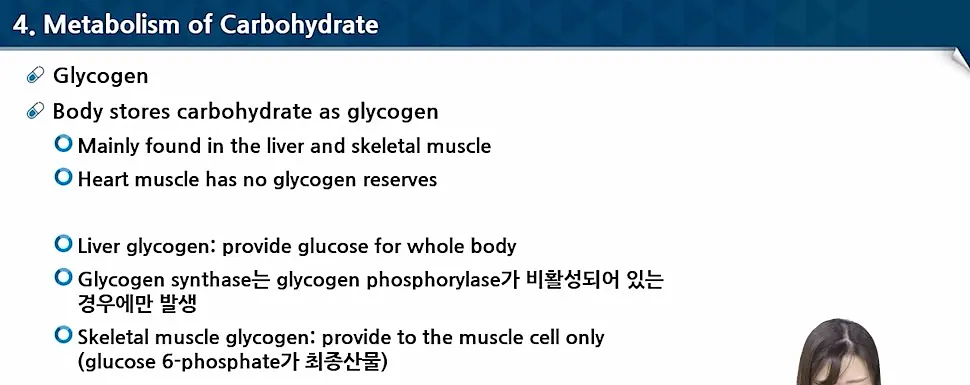 4. Metabolism of Carbohydrate
Glycogen
Body stores carbohydrate as glycogen
Mainly found in the liver and skeletal muscle
Heart muscle has no glycogen reserves
Liver glycogen: provide glucose for whole body
Glycogen synthase는 glycogen phosphorylase가 비활성되어 있는
경우에만 발생
Skeletal muscle glycogen: provide to the muscle cell only
(glucose 6-phosphate가 최종산물)